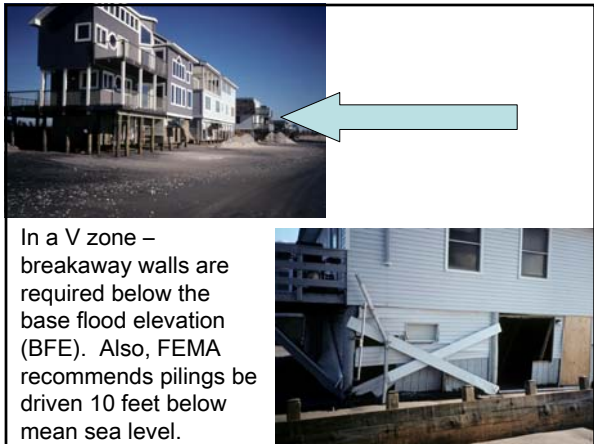 In a V zone –
breakaway walls are
required below the
base flood elevation
(BFE).  Also, FEMA
recommends pilings be
driven 10 feet below
mean sea level.